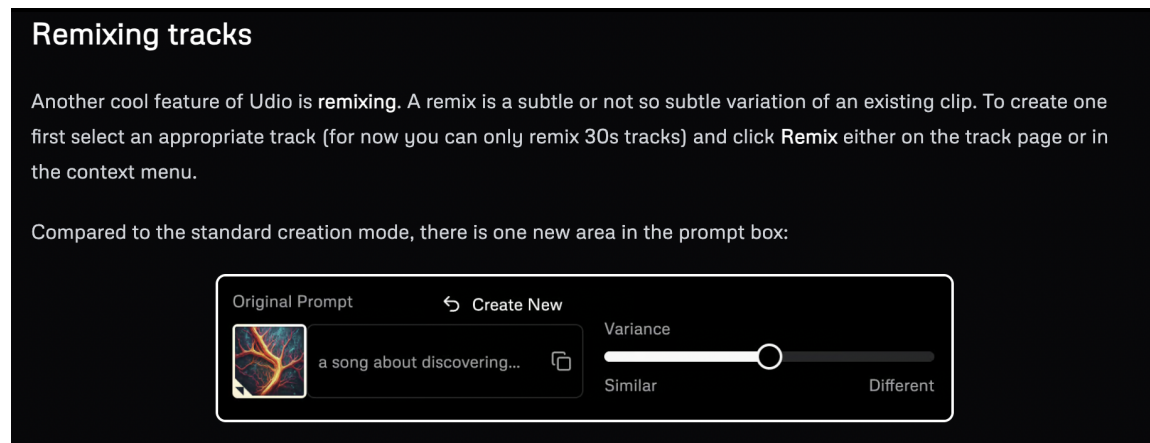 Remixing tracks
Another cool feature of Udio is remixing. A remix is a subtle or not so subtle variation of an existing clip. To create one
first select an appropriate track (for now you can only remix 30s tracks) and click Remix either on the track page or in
the context menu.
Compared to the standard creation mode, there is one new area in the prompt box:
Original Prompt
Create New
a song about discovering...
Variance
Similar
Different